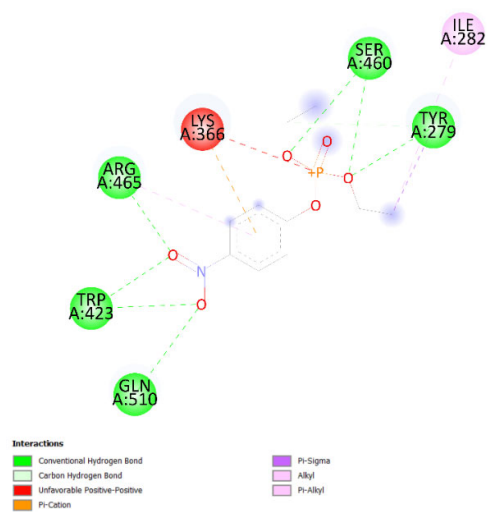 ILE
A:282
SER
A:460
TYR
A:279
LYS
A:366
O
O
+P
O
O
ARG
A:465
O
N
O
TRP
A:423
GLN
A:510
Interactions
Conventional Hydrogen Bond
Carbon Hydrogen Bond
Unfavorable Positive-Positive
Pi-Cation
Pi-Sigma
Alkyl
Pi-Alkyl